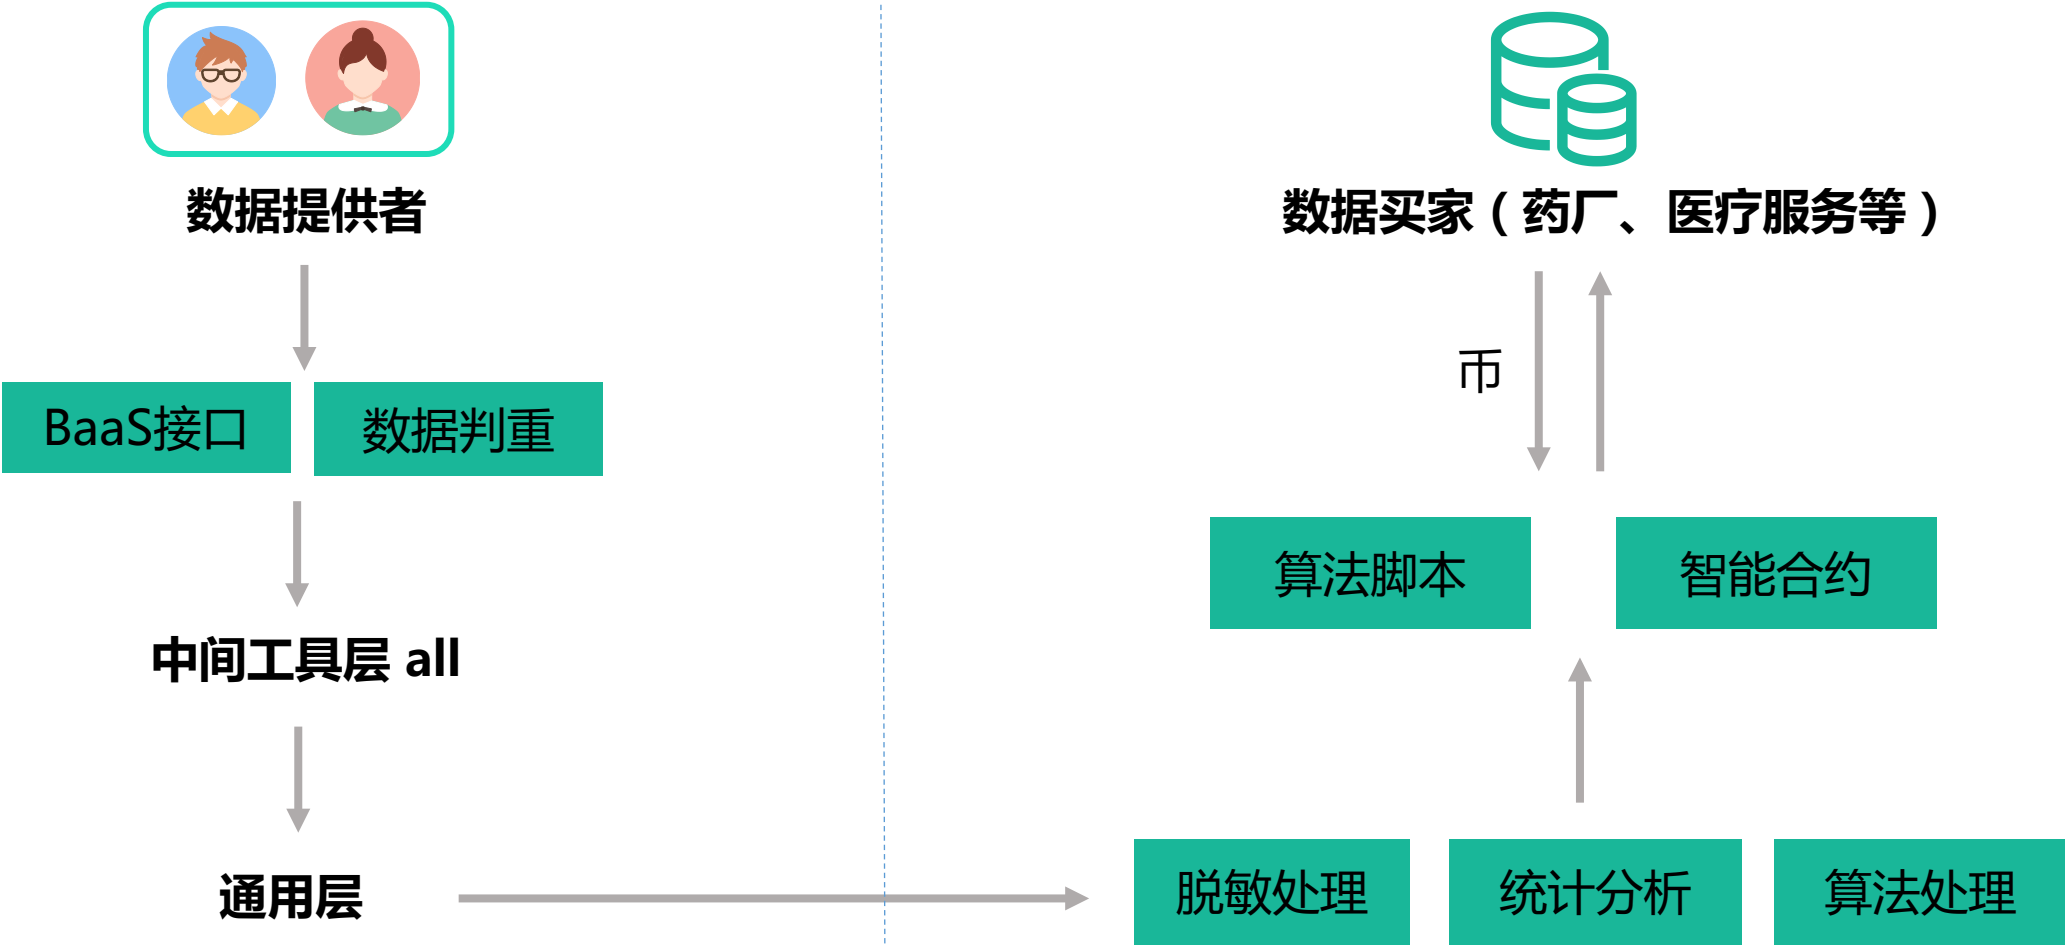 数据提供者
BaaS接口
数据判重
中间工具层 all
通用层
数据买家（药厂、医疗服务等）
币
算法脚本
智能合约
脱敏处理
统计分析
算法处理